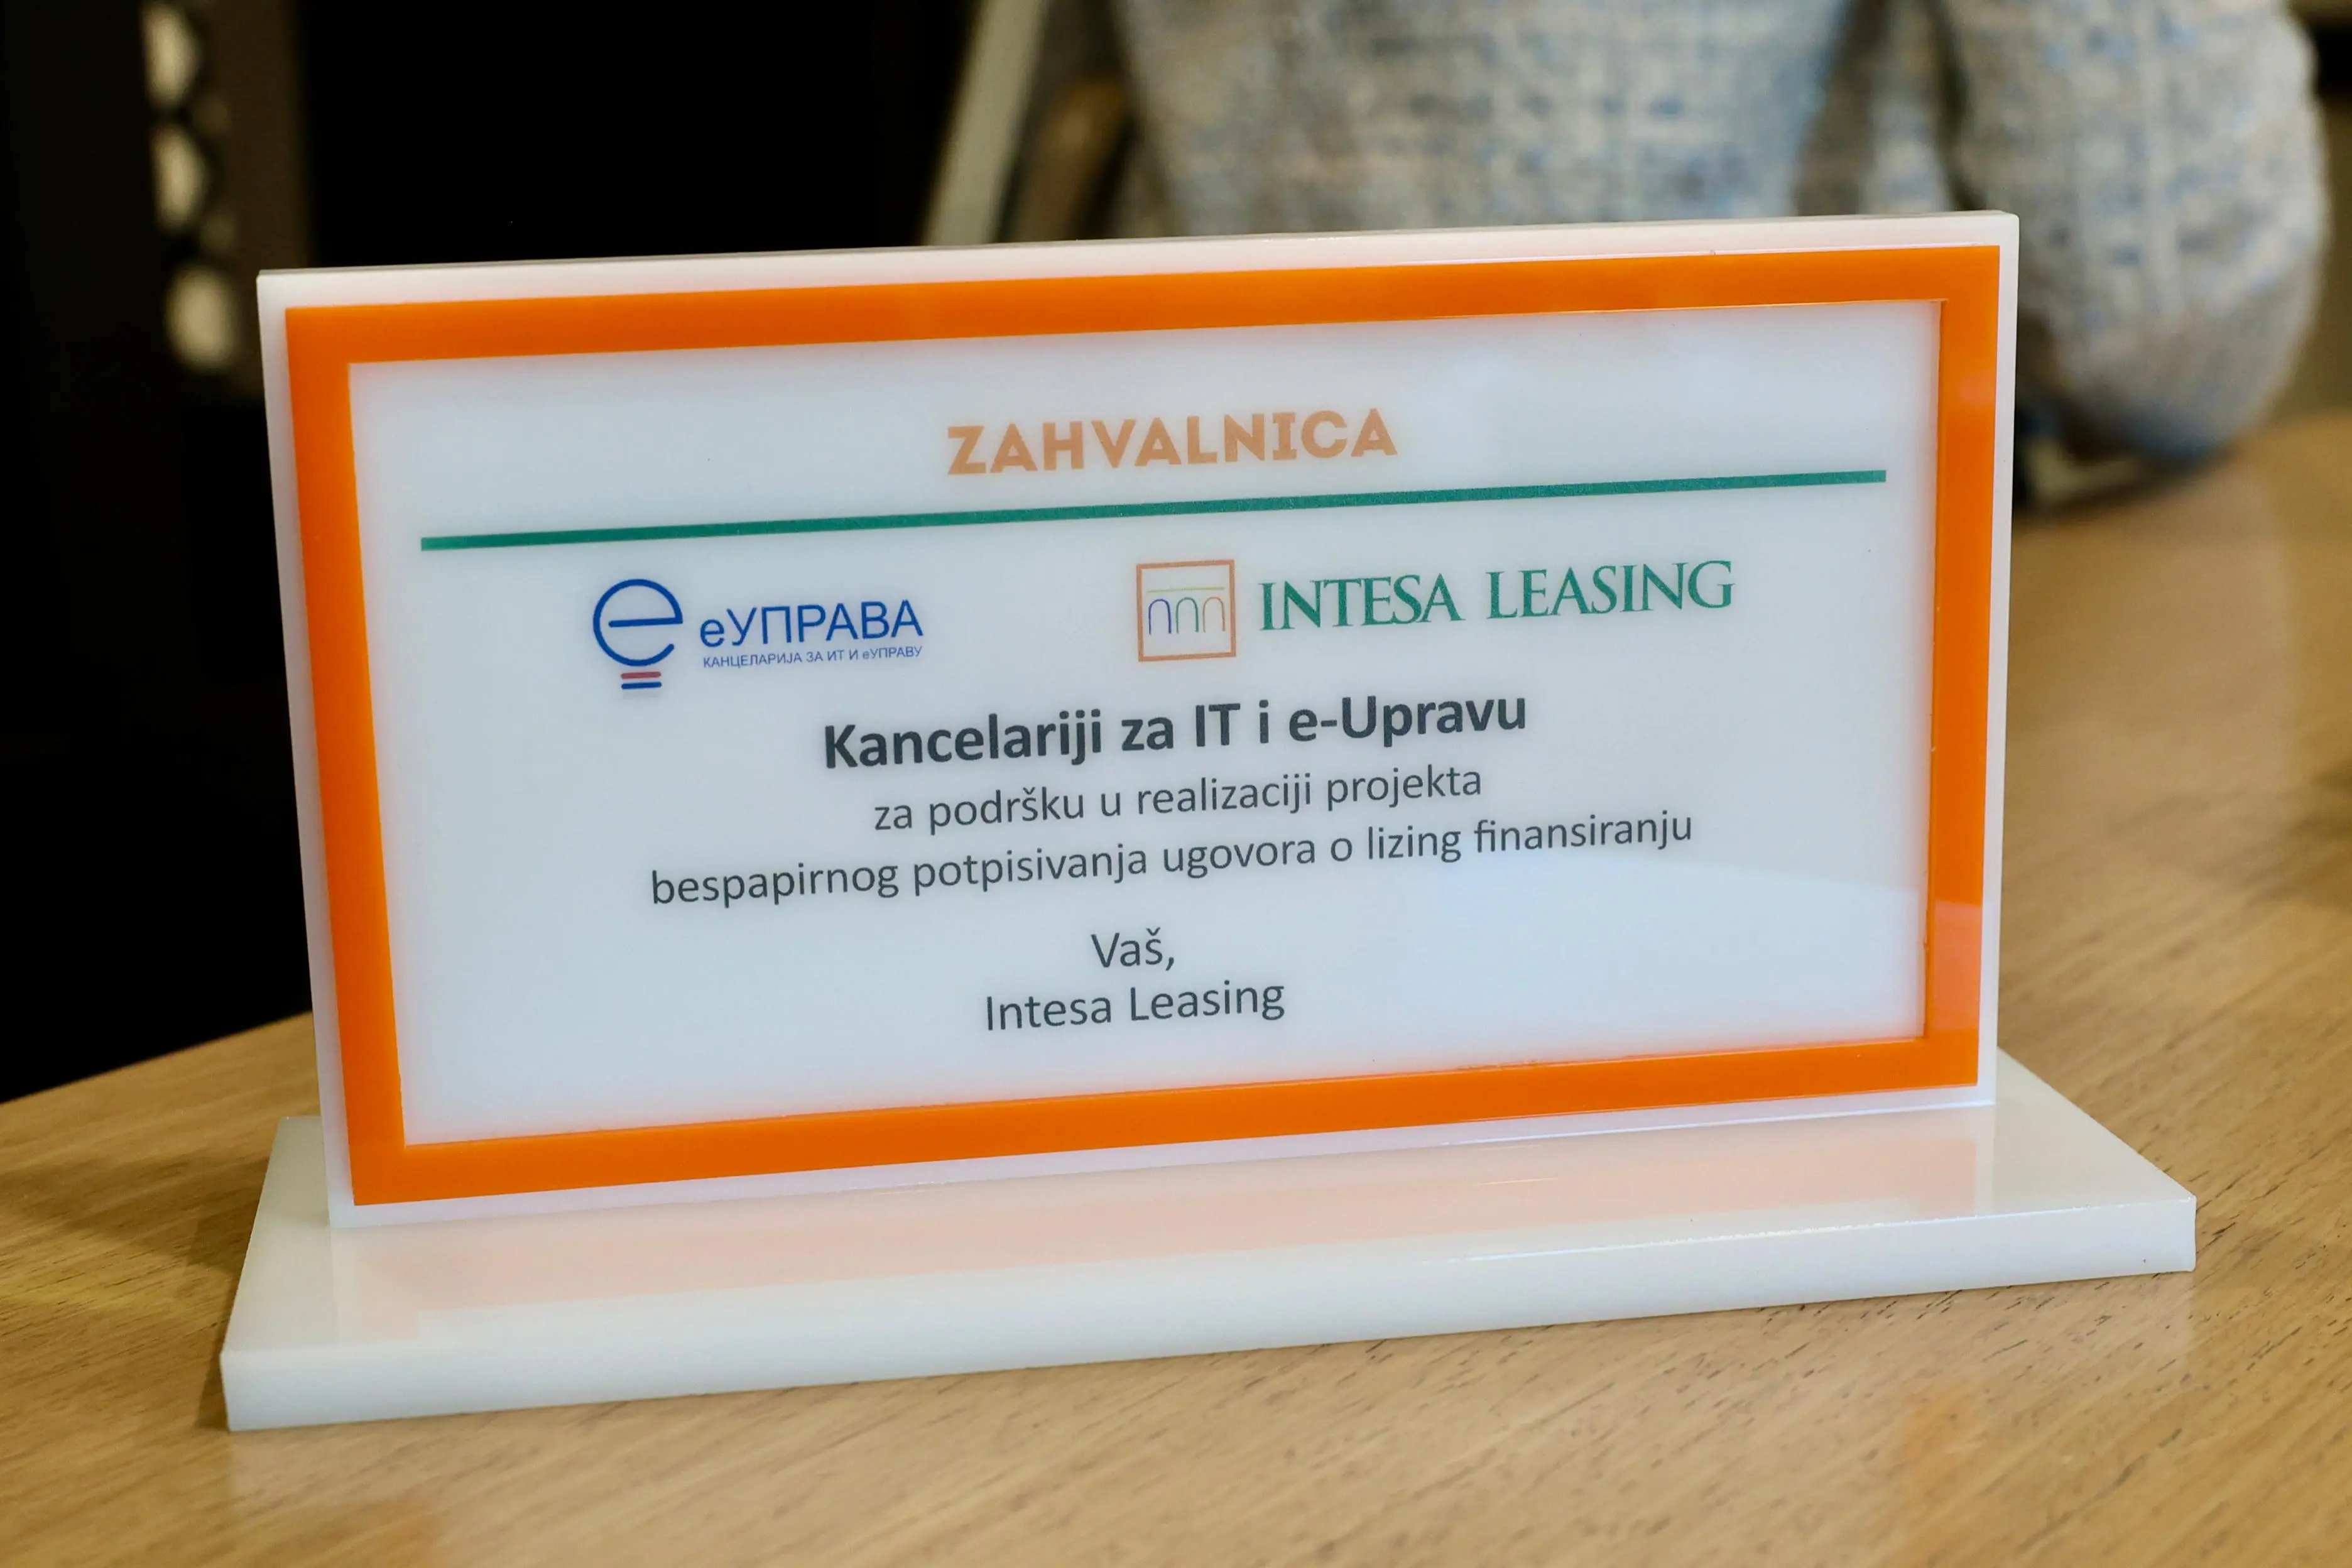 ZAHVALNICA
еУПРАВА
КАНЦЕЛАРИЈА ЗА ИТ И еУПРАВУ
INTESA LEASING
Kancelariji za IT i e-Upravu
za podršku u realizaciji projekta
bespapirnog potpisivanja ugovora o lizing finansiranju
Vaš,
Intesa Leasing